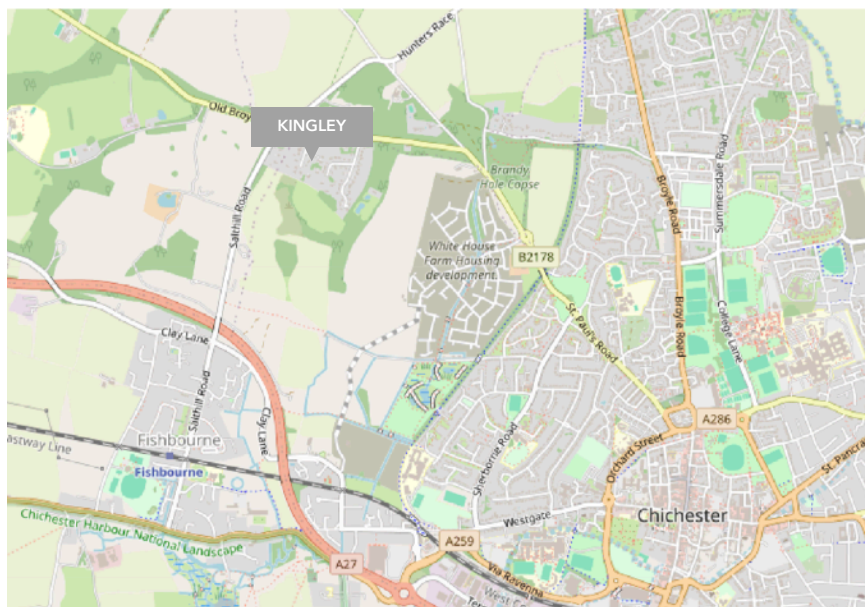 Hunters Race
Old Broy
KINGLEY
Brandy
Hole Copse
Broyle Road
Summersdale Road
Salthill Road
White House
Farm Housing
development
B2178
St. Paul's Road
Broyle Road
College Lane
Clay Lane
Salthill Road
Clay Lane
A286
Orchard Street
Sherborne Road
astway Line
Fishbourne
Fishbourne
St. Pancra
Chichester
Westgate
Chichester Harbour National Landscape
A259
A27
Via Ravenna